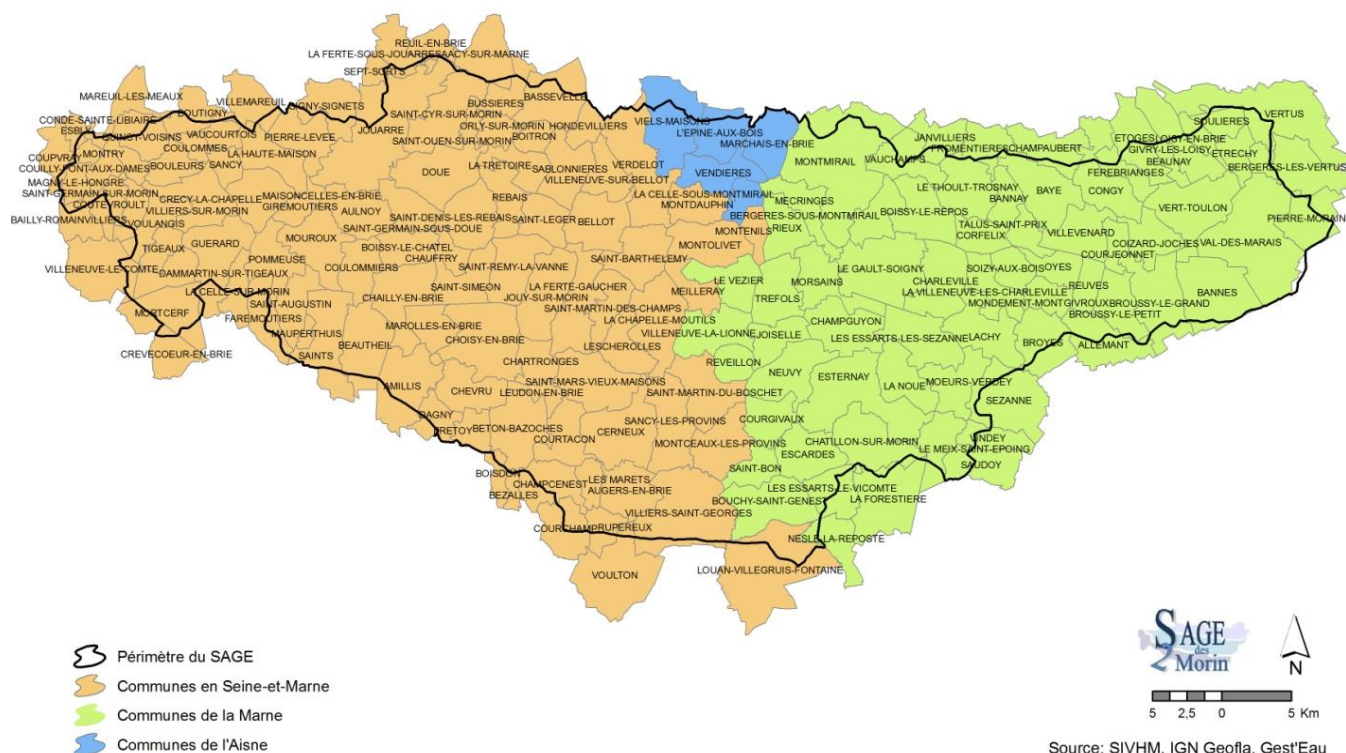 REUIL-EN-BRIE
LA FERTE-SOUS-JOUARRE
SAACY-SUR-MARNE
SEPT-SORTS
MAREUIL-LES-MEAUX
VILLEMAREUIL
SIGNY-SIGNETS
BOUTIGNY
BASSEVELLE
BUSSIERES
CONDE-SAINTE-LIBIAIRE
ESBLY
QUINCY-VOISINS
VAUCOURTOIS
PIERRE-LEVEE
JOUARRE
SAINT-CYR-SUR-MORIN
ORLY-SUR-MORIN
HONDEVILLIERS
BOITRON
SAINT-OUEN-SUR-MORIN
VIELS-MAISONS
L'EPINE-AUX-BOIS
MARCHAIS-EN-BRIE
VENDIERES
COUPVRAY
MONTRY
COULOMMES
LA HAUTE-MAISON
COUILLY-PONT-AUX-DAMES
BOULEURS
SANCY
MAGNY-LE-HONGRE
SAINT-GERMAIN-SUR-MORIN
COUTEVROULT
CRECY-LA-CHAPELLE
MAISONCELLES-EN-BRIE
GIREMOUTIERS
VILLIERS-SUR-MORIN
BAILLY-ROMAINVILLIERS
VOULANGIS
AULNOY
DOUE
LA TRETOIRE
SABLONNIERES
VERDELOT
VILLENEUVE-SUR-BELLOT
REBAIS
LA CELLE-SOUS-MONTMIRAIL
MONTDAUPHIN
SAINT-DENIS-LES-REBAIS
SAINT-LEGER
BELLOT
SAINT-GERMAIN-SOUS-DOUE
MONTENILS
TIGEAUX
GUERARD
MOUROUX
BOISSY-LE-CHATEL
CHAUFFRY
MONTOLIVET
POMMEUSE
SAINT-BARTHELEMY
VILLENEUVE-LE-COMTE
DAMMARTIN-SUR-TIGEAUX
COULOMMIERS
SAINT-REMY-LA-VANNE
SAINT-SIMEON
LA FERTE-GAUCHER
MEILLERAY
LA CELLE-SUR-MORIN
CHAILLY-EN-BRIE
JOUY-SUR-MORIN
SAINT-AUGUSTIN
SAINT-MARTIN-DES-CHAMPS
MORTCERF
FAREMOUTIERS
LA CHAPELLE-MOUTILS
MAUPERTHUIS
MAROLLES-EN-BRIE
CHOISY-EN-BRIE
LESCHEROLLES
BEAUTHEIL
CREVECOEUR-EN-BRIE
SAINTS
CHARTRONGES
AMILLIS
CHEVRU
SAINT-MARS-VIEUX-MAISONS
LEUDON-EN-BRIE
SAINT-MARTIN-DU-BOSCHET
DAGNY
PRETOY
BETON-BAZOCHES
SANCY-LES-PROVINS
CERNEUX
COURTACON
MONTCEAUX-LES-PROVINS
BOISDON
BEZALLES
CHAMPCENEST
LES MARETS
AUGERS-EN-BRIE
VILLIERS-SAINT-GEORGES
COURCHAMP
RUPEREUX
VOULTON
LOUAN-VILLEGRUIS-FONTAINE
VERTUS
SOULIERES
ETOGES
LOISY-EN-BRIE
GIVRY-LES-LOISY
ETRECHY
BEAUNAY
BERGERES-LES-VERTUS
JANVILLIERS
FROMENTIERES
CHAMPAUBERT
FEREBRIANGES
MONTMIRAIL
VAUCHAMPS
LE THOULT-TROSNAY
BANNAY
BAYE
CONGY
VERT-TOULON
MECRINGES
BERGERES-SOUS-MONTMIRAIL
RIEUX
BOISSY-LE-REPOS
TALUS-SAINT-PRIX
CORFELIX
VILLEVENARD
PIERRE-MORAINS
COIZARD-JOCHES
VAL-DES-MARAIS
COURJEONNET
LE GAULT-SOIGNY
SOIZY-AUX-BOIS
OYES
LE VEZIER
MORSAINS
CHARLEVILLE
REUVES
BANNES
TREFOLS
LA VILLENEUVE-LES-CHARLEVILLE
MONDEMENT-MONTGIVROUX
BROUSSY-LE-GRAND
BROUSSY-LE-PETIT
CHAMPGUYON
VILLENEUVE-LA-LIONNE
JOISELLE
LES ESSARTS-LES-SEZANNE
LACHY
BROYES
ALLEMANT
REVEILLON
NEUVY
ESTERNAY
LA NOUE
MOEURS-VERDEY
SEZANNE
COURGIVAUX
CHATILLON-SUR-MORIN
VINDEY
LE MEIX-SAINT-EPOING
ESCARDES
SAUDOY
SAINT-BON
LES ESSARTS-LE-VICOMTE
BOUCHY-SAINT-GENEST
LA FORESTIERE
NESLE-LA-REPOSTE
Périmètre du SAGE
Communes en Seine-et-Marne
Communes de la Marne
Communes de l'Aisne
SAGE
des
2 Morin
N
5 2,5 0 5 Km
Source: SIVHM, IGN Geofla, Gest'Eau